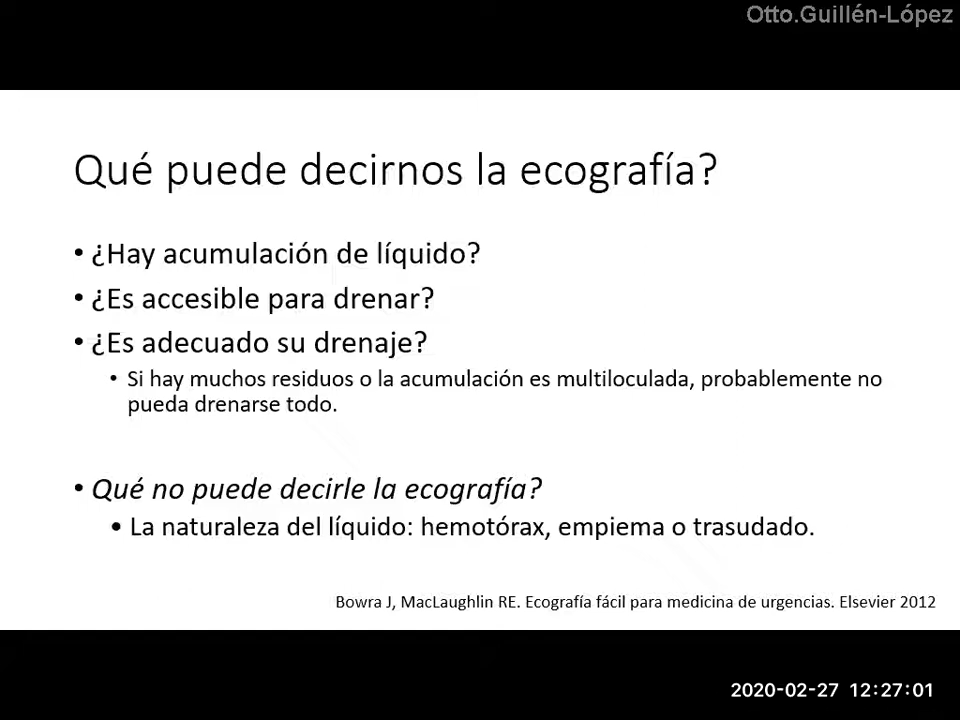 Otto.Guillén-López
Qué puede decirnos la ecografía?
• ¿Hay acumulación de líquido?
• ¿Es accesible para drenar?
• ¿Es adecuado su drenaje?
• Si hay muchos residuos o la acumulación es multiloculada, probablemente no
pueda drenarse todo.
• Qué no puede decirle la ecografía?
• La naturaleza del líquido: hemotórax, empiema o trasudado.
Bowra J, MacLaughlin RE. Ecografía fácil para medicina de urgencias. Elsevier 2012
2020-02-27 12:27:01